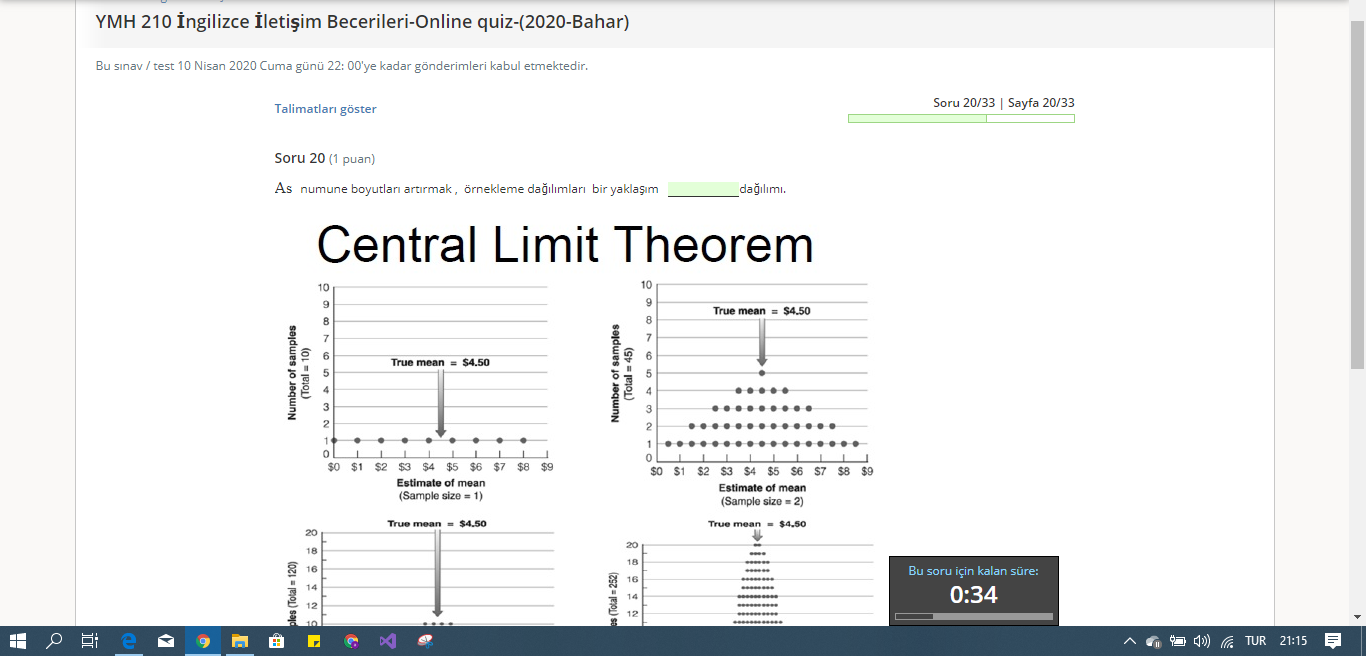 YMH 210 İngilizce İletişim Becerileri-Online quiz-(2020-Bahar)
Bu sınav / test 10 Nisan 2020 Cuma günü 22: 00'ye kadar gönderimleri kabul etmektedir.
Talimatları göster
Soru 20/33 | Sayfa 20/33
Soru 20 (1 puan)
As numune boyutları artırmak , örnekleme dağılımları bir yaklaşım dağılımı.
Central Limit Theorem
10
9
8
7
6
5
4
3
2
1
0
Number of samples
(Total = 10)
True mean = $4.50
$0 $1 $2 $3 $4 $5 $6 $7 $8 $9
Estimate of mean
(Sample size = 1)
10
9
8
7
6
5
4
3
2
1
0
Number of samples
(Total = 45)
True mean = $4.50
$0 $1 $2 $3 $4 $5 $6 $7 $8 $9
Estimate of mean
(Sample size = 2)
True mean = $4.50
20
18
16
14
12
10
ples (Total = 120)
True mean = $4.50
20
18
16
14
12
es (Total = 252)
Bu soru için kalan süre:
0:34
TUR
21:15